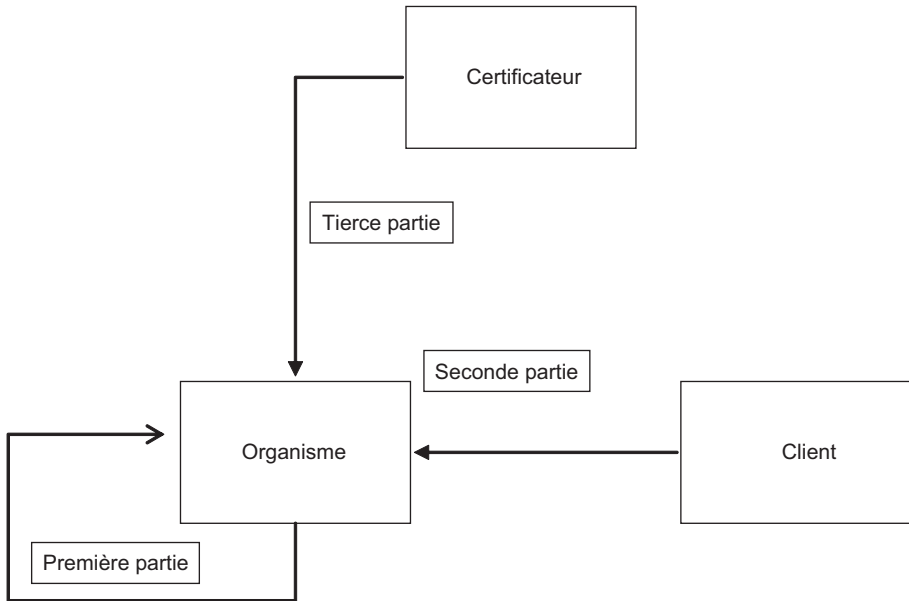 Certificateur
Tierce partie
Seconde partie
Organisme
Client
Première partie